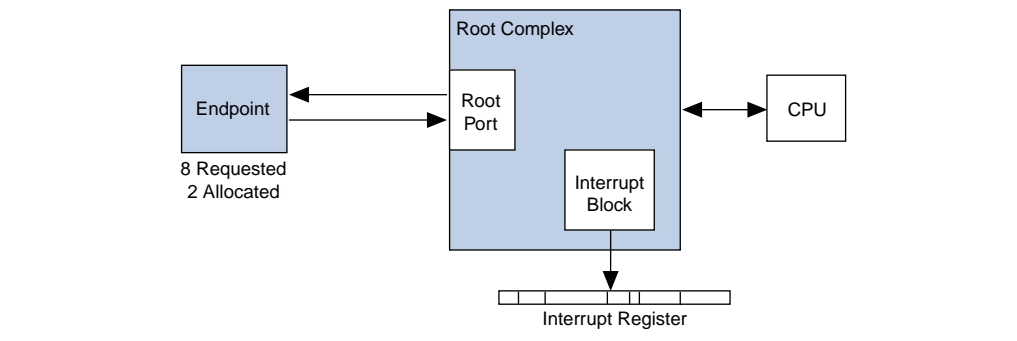 Root Complex
Endpoint
Root
Port
CPU
8 Requested
2 Allocated
Interrupt
Block
Interrupt Register